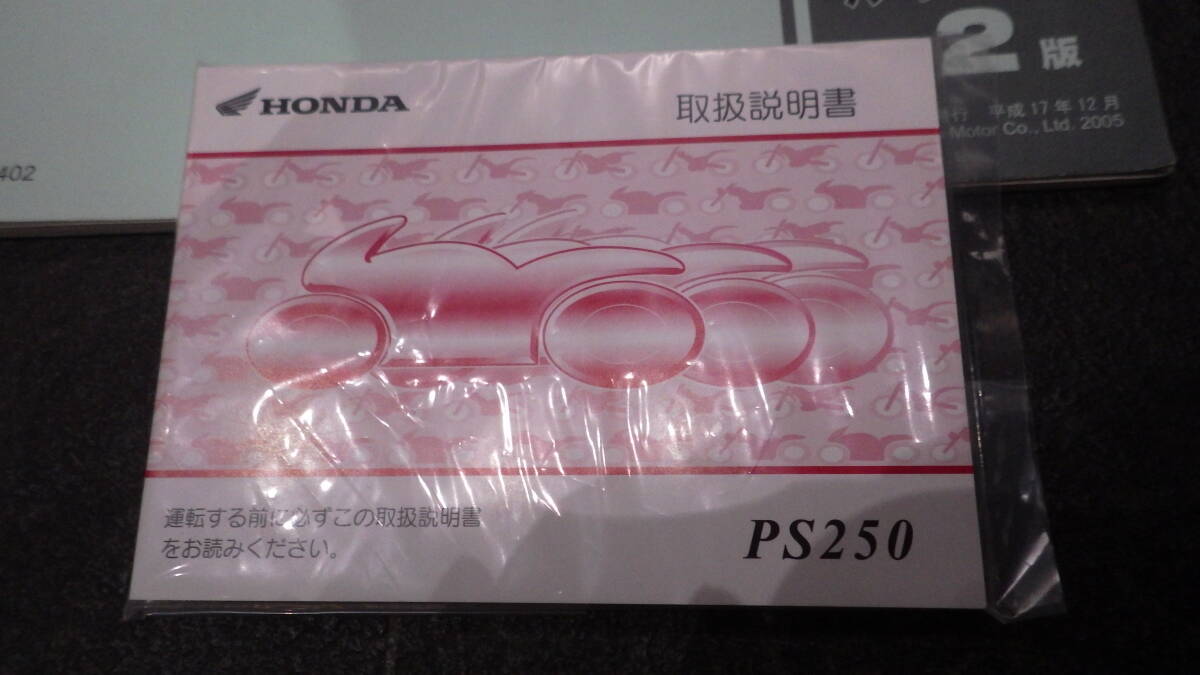 2版
平成17年12月
Motor Co., Ltd. 2005
402
HONDA
取扱説明書
運転する前に必ずこの取扱説明書
をお読みください。
PS250